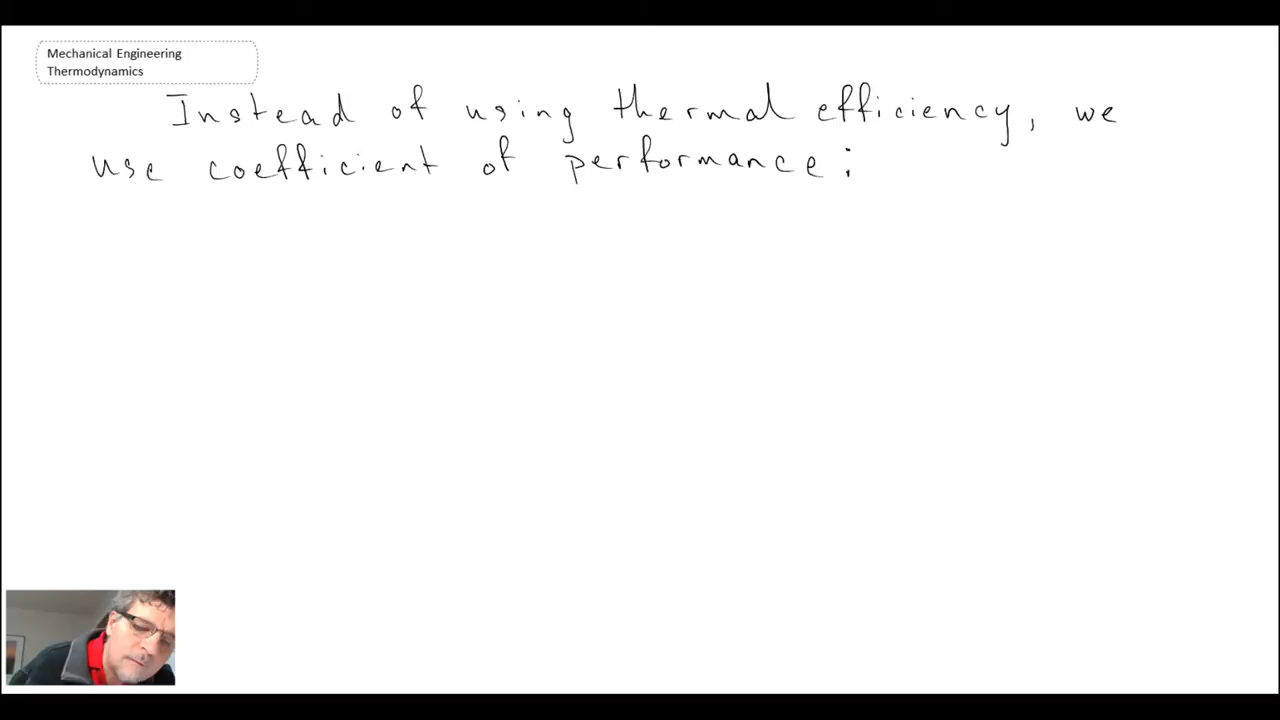 Mechanical Engineering
Thermodynamics
Instead of using thermal efficiency, we
use coefficient of performance: